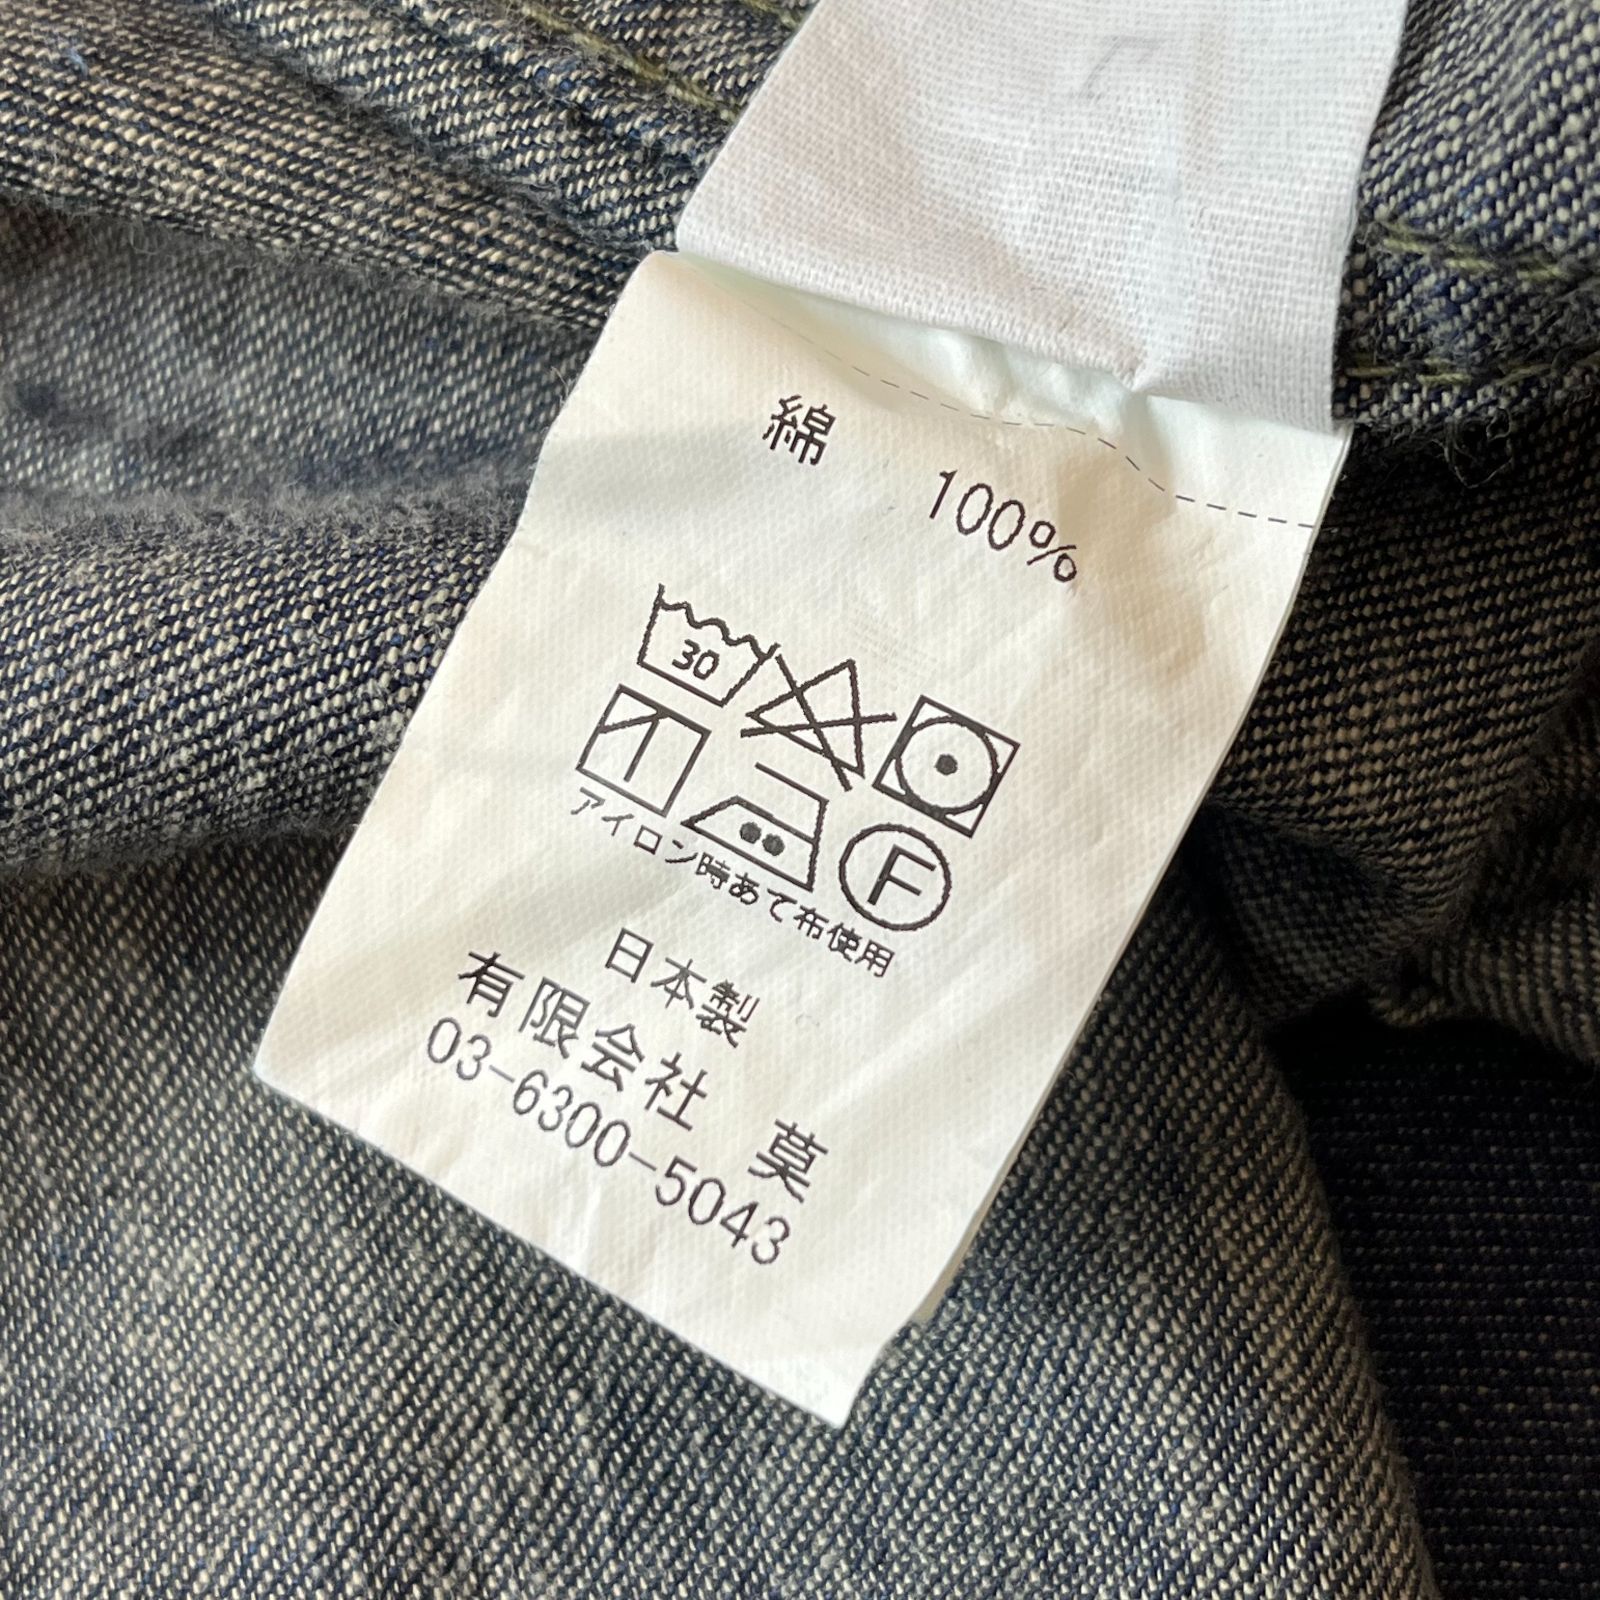 綿 100%
30
F
アイロン時あて布使用
日本製
有限会社 莫
03-6300-5043